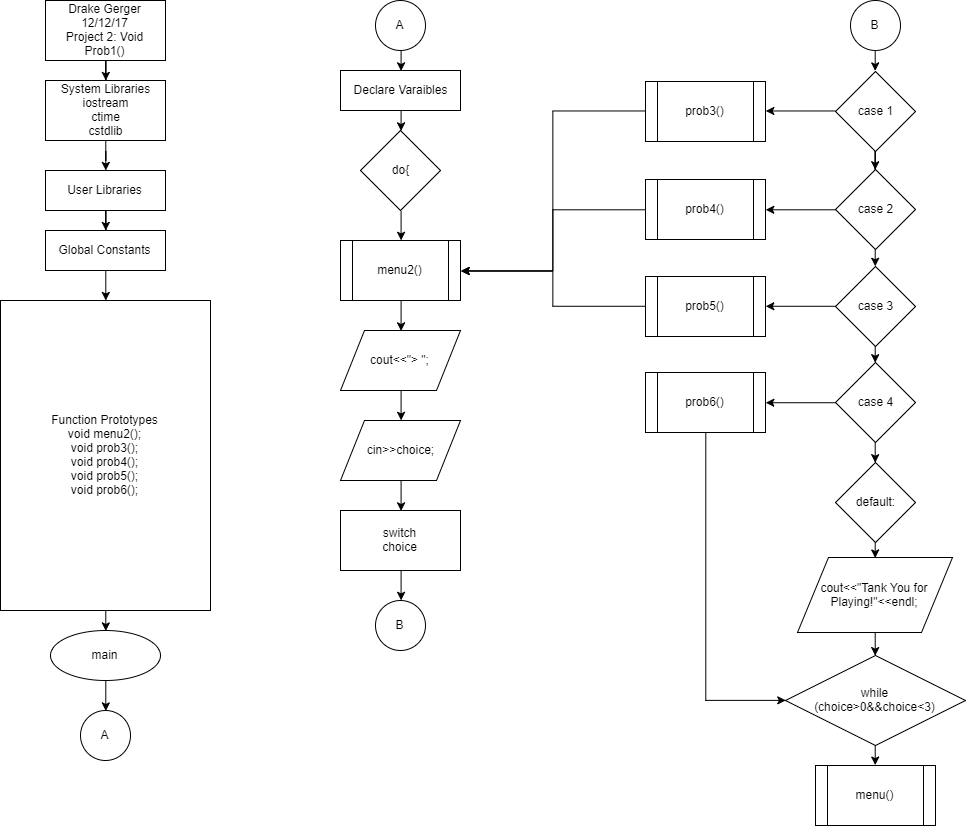 Drake Gerger
12/12/17
Project 2: Void
Prob1()
System Libraries
iostream
ctime
cstdlib
User Libraries
Global Constants
Function Prototypes
void menu2();
void prob3();
void prob4();
void prob5();
void prob6();
main
A
A
Declare Varaibles
do{
menu2()
cout<<"> ";
cin>>choice;
switch
choice
B
B
case 1
prob3()
case 2
prob4()
case 3
prob5()
case 4
prob6()
default:
cout<<"Tank You for
Playing!"<<endl;
while
(choice>0&&choice<3)
menu()